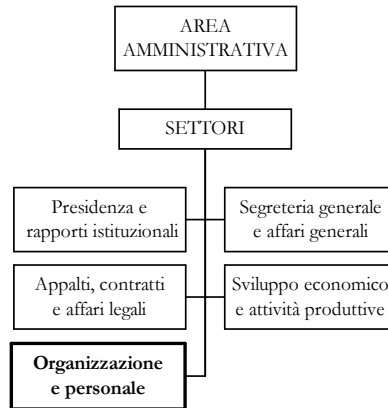 AREA
AMMINISTRATIVA
SETTORI
Presidenza e
rapporti istituzionali
Segreteria generale
e affari generali
Appalti, contratti
e affari legali
Sviluppo economico
e attività produttive
Organizzazione
e personale